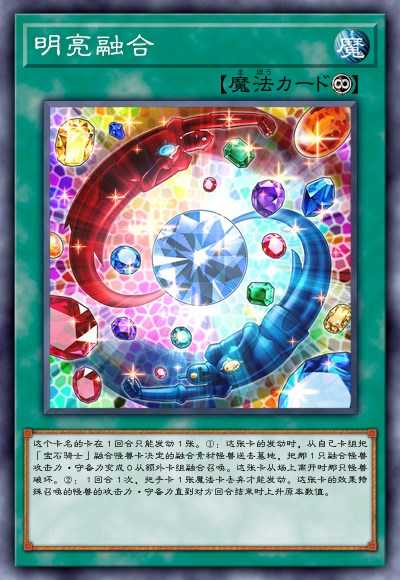 明亮融合
魔
【魔法カード】
まほう
这个卡名的卡在1回合只能发动1张。①：这张卡的发动时，从自己卡组把
「宝石骑士」融合怪兽卡决定的融合素材怪兽送去墓地，把那1只融合怪兽
攻击力・守备力变成0从额外卡组融合召唤。这张卡从场上离开时那只怪兽
破坏。②：1回合1次，把手卡1张魔法卡丢弃才能发动。这张卡的效果特
殊召唤的怪兽的攻击力・守备力直到对方回合结束时上升原本数值。